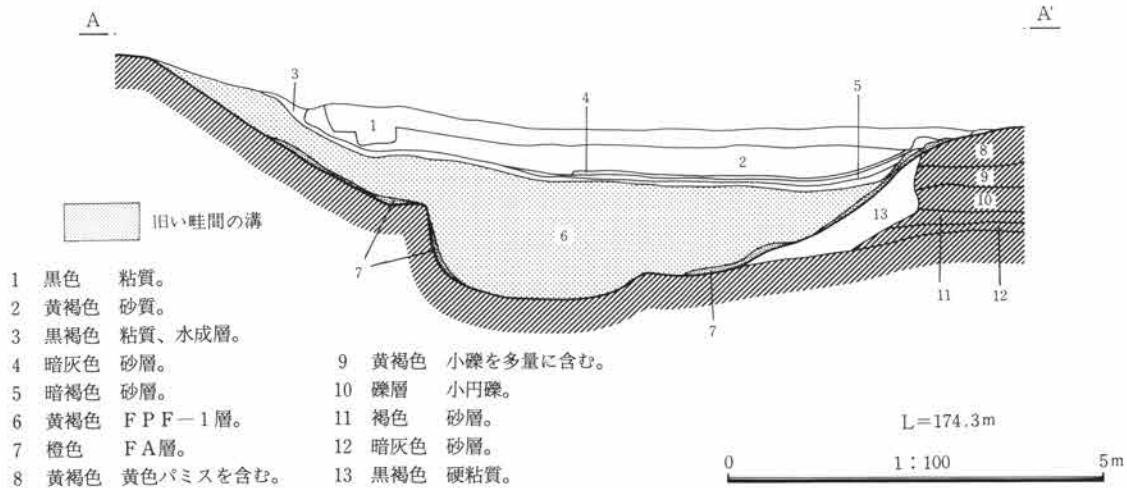 A A'
3
4
5
1
2
8
9
10
13
6
7
11
12
7
旧い畦間の溝
1 黒色 粘質。
2 黄褐色 砂質。
3 黒褐色 粘質、水成層。
4 暗灰色 砂層。
5 暗褐色 砂層。
6 黄褐色 FPF―1層。
7 橙色 FA層。
8 黄褐色 黄色パミスを含む。
9 黄褐色 小礫を多量に含む。
10 礫層 小円礫。
11 褐色 砂層。
12 暗灰色 砂層。
13 黒褐色 硬粘質。
L=174.3m
0 1:100 5m